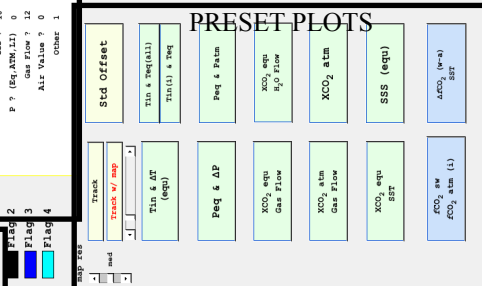 PRESET PLOTS
P ? (Eq,ATM,LI) 0
Gas Flow ? 12
Air Value ? 0
Other 1
Flag 2
Flag 3
Flag 4
Std Offset
Tin & Teq(all)
Tin(i) & Teq
Peq & Patm
XCO2 equ
H2O Flow
XCO2 atm
SSS (equ)
ΔfCO2 (w-a)
SST
Track
Track w/ map
Tin & ΔT
(equ)
Peq & ΔP
XCO2 equ
Gas Flow
XCO2 atm
Gas Flow
XCO2 equ
SST
fCO2 sw
fCO2 atm (i)
map res
med